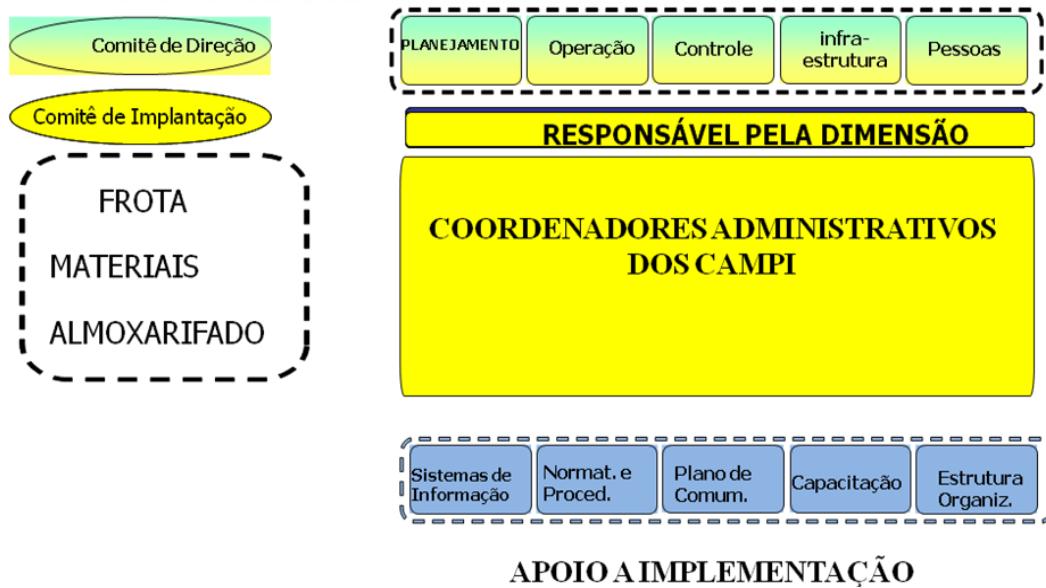 Comitê de Direção
Comitê de Implantação
FROTA
MATERIAIS
ALMOXARIFADO
PLANEJAMENTO
Operação
Controle
infra-
estrutura
Pessoas
RESPONSÁVEL PELA DIMENSÃO
COORDENADORES ADMINISTRATIVOS
DOS CAMPI
Sistemas de
Informação
Normat. e
Proced.
Plano de
Comum.
Capacitação
Estrutura
Organiz.
APOIO A IMPLEMENTAÇÃO